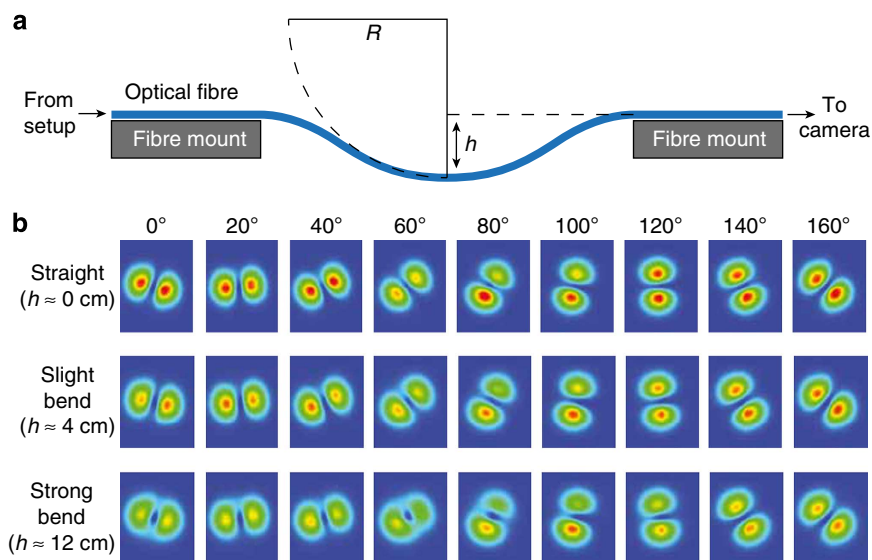 a
R
From
setup
Optical fibre
Fibre mount
h
Fibre mount
To
camera
b
0° 20° 40° 60° 80° 100° 120° 140° 160°
Straight
(h ≈ 0 cm)
Slight
bend
(h ≈ 4 cm)
Strong
bend
(h ≈ 12 cm)